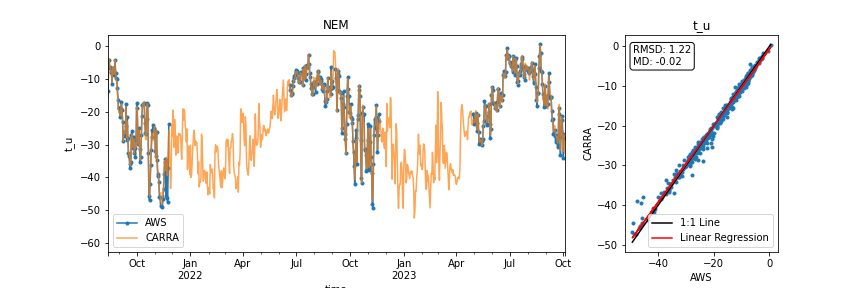 NEM
t_u
0
−10
−20
−30
−40
−50
−60
t_u
AWS
CARRA
Oct
Jan
2022
Apr
Jul
Oct
Jan
2023
Apr
Jul
Oct
time
t_u
RMSD: 1.22
MD: -0.02
0
−10
−20
−30
−40
−50
CARRA
1:1 Line
Linear Regression
−40
−20
0
AWS